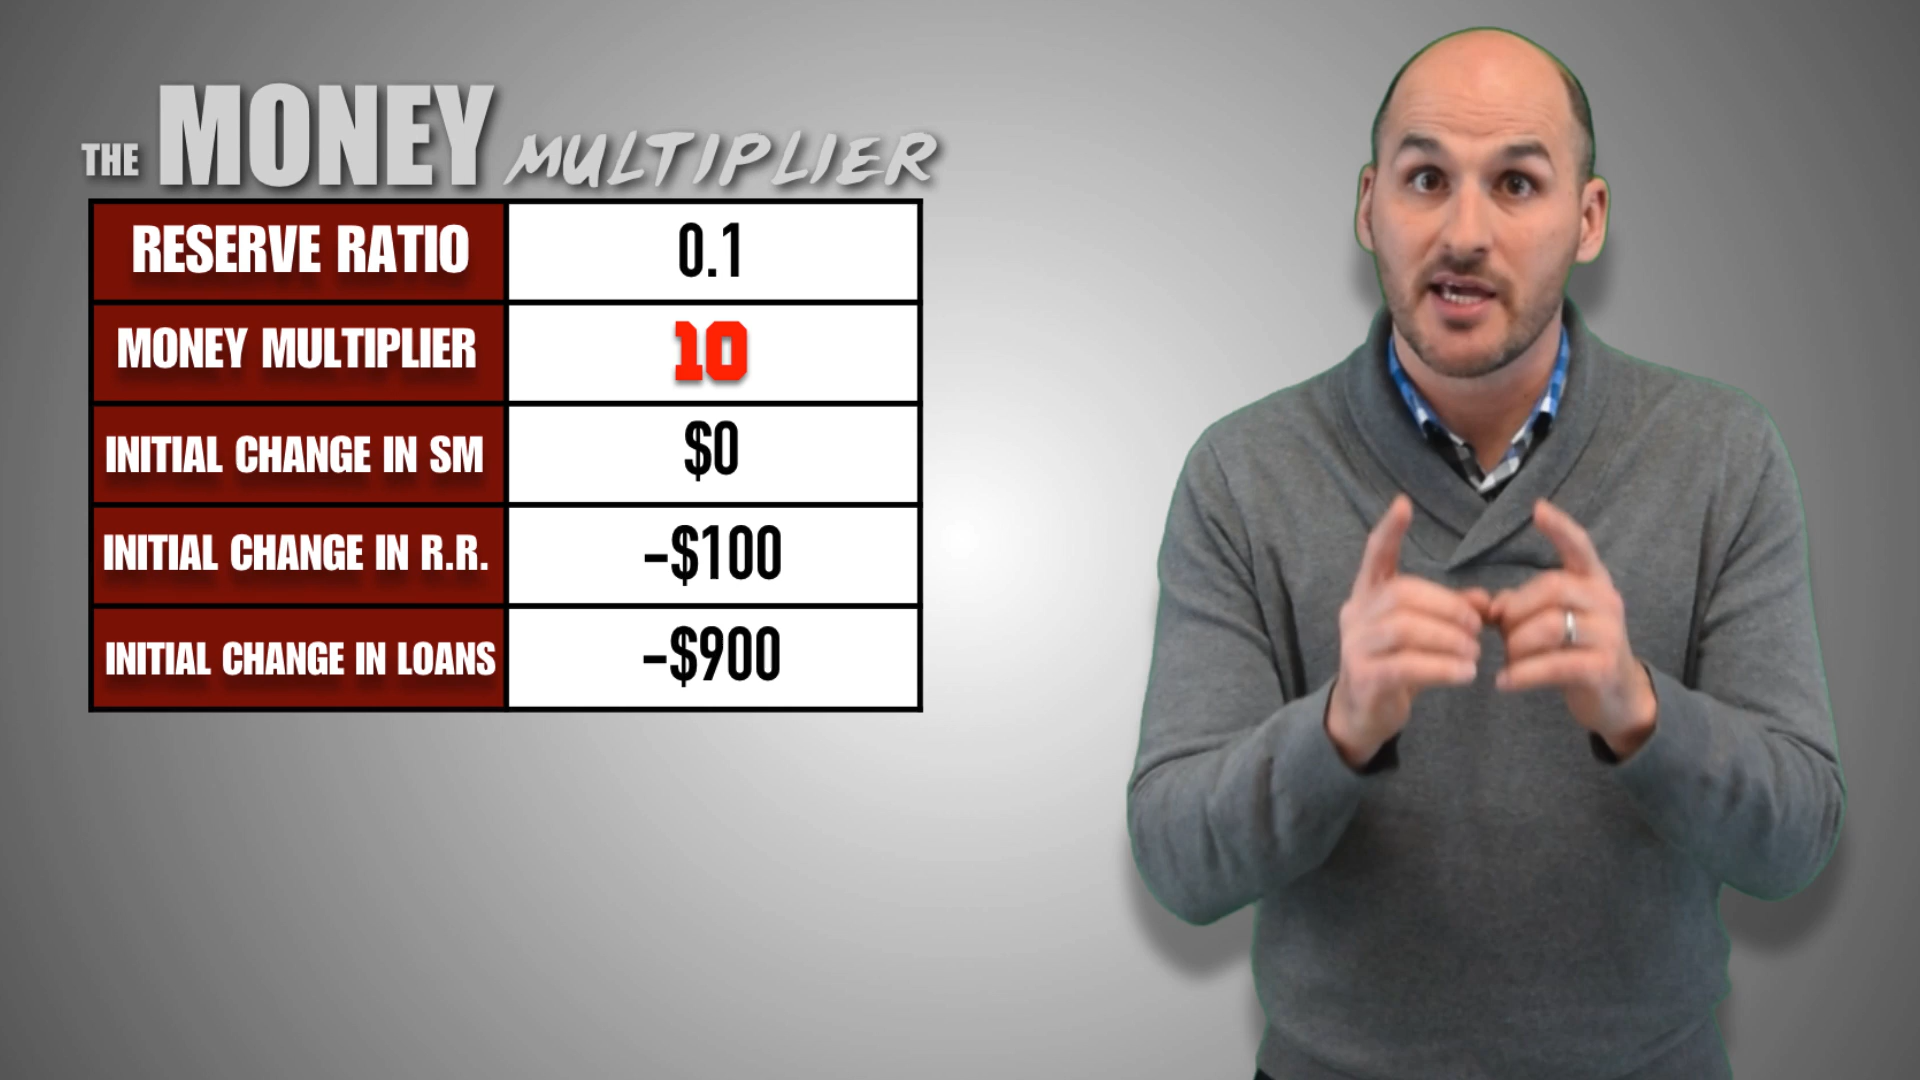 THE MONEY MULTIPLIER
RESERVE RATIO 0.1
MONEY MULTIPLIER 10
INITIAL CHANGE IN SM $0
INITIAL CHANGE IN R.R. -$100
INITIAL CHANGE IN LOANS -$900